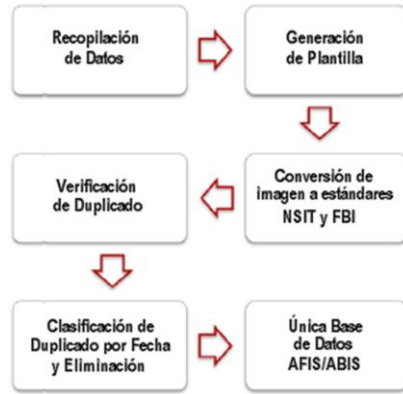 Recopilación
de Datos
Generación
de Plantilla
Conversión de
imagen a estándares
NSIT y FBI
Verificación
de Duplicado
Clasificación de
Duplicado por Fecha
y Eliminación
Única Base
de Datos
AFIS/ABIS